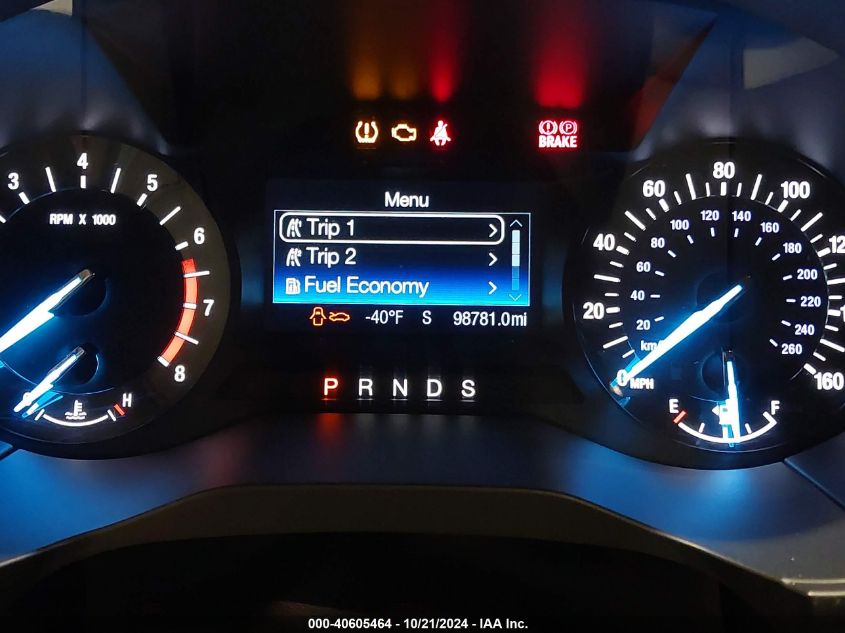 BRAKE
Menu
Trip 1
Trip 2
Fuel Economy
-40°F S 98781.0mi
P R N D S
3 4 5 6 7 8
RPM X 1000
H
0 20 40 60 80 100 160
MPH
20 40 60 80 100 120 140 160 180 200 220 240 260
E F
000-40605464 - 10/21/2024 - IAA Inc.